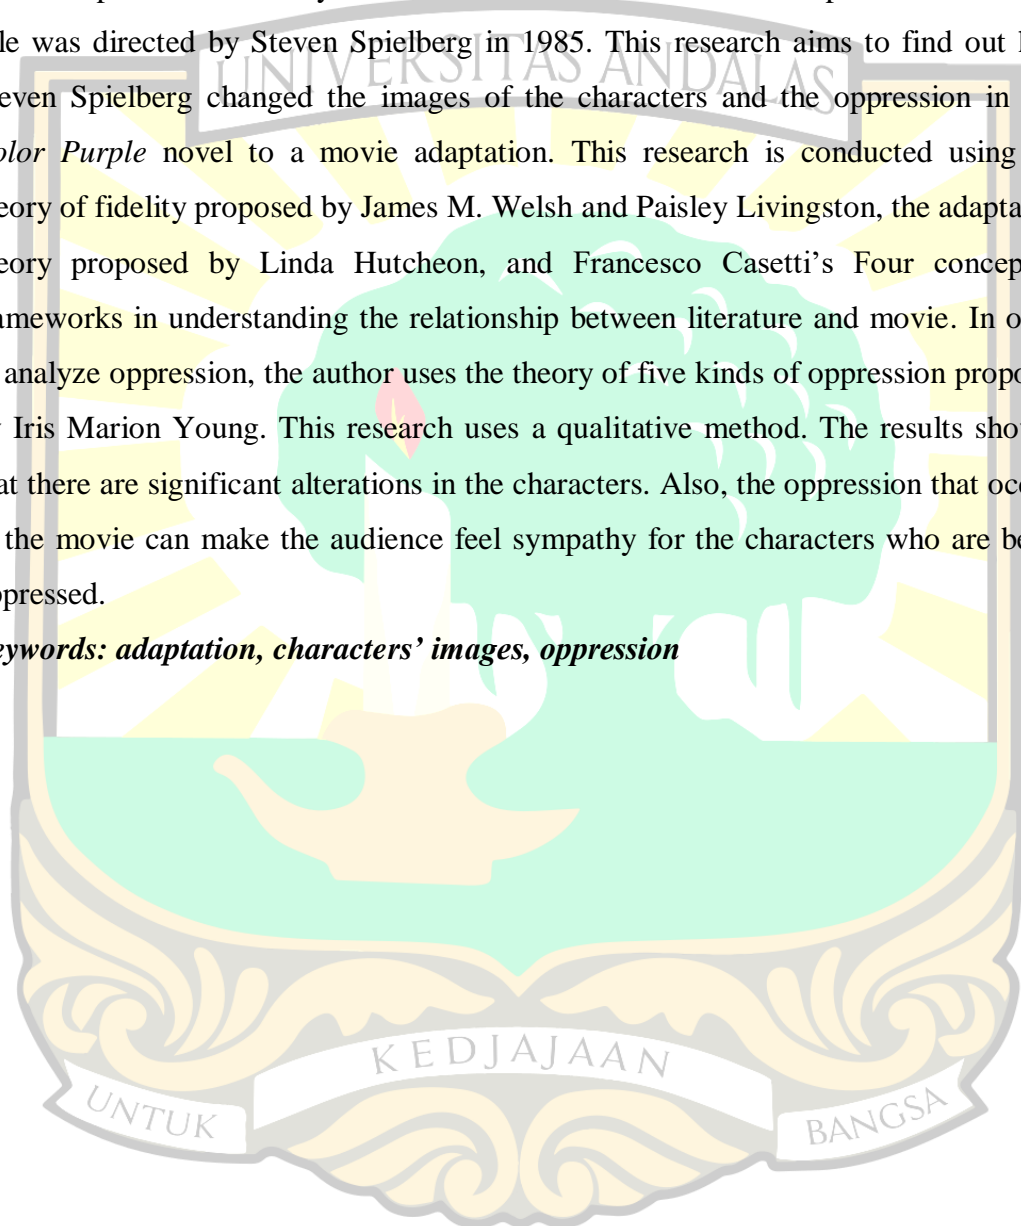 le was directed by Steven Spielberg in 1985. This research aims to find out
UNIVERSITAS ANDALAS
even Spielberg changed the images of the characters and the oppression in
olor Purple novel to a movie adaptation. This research is conducted using
eory of fidelity proposed by James M. Welsh and Paisley Livingston, the adapta
eory proposed by Linda Hutcheon, and Francesco Casetti’s Four concep
ameworks in understanding the relationship between literature and movie. In o
analyze oppression, the author uses the theory of five kinds of oppression propo
Iris Marion Young. This research uses a qualitative method. The results sho
at there are significant alterations in the characters. Also, the oppression that occ
the movie can make the audience feel sympathy for the characters who are be
ppressed.
eywords: adaptation, characters’ images, oppression
KEDJAJAAN
UNTUK
BANGSA